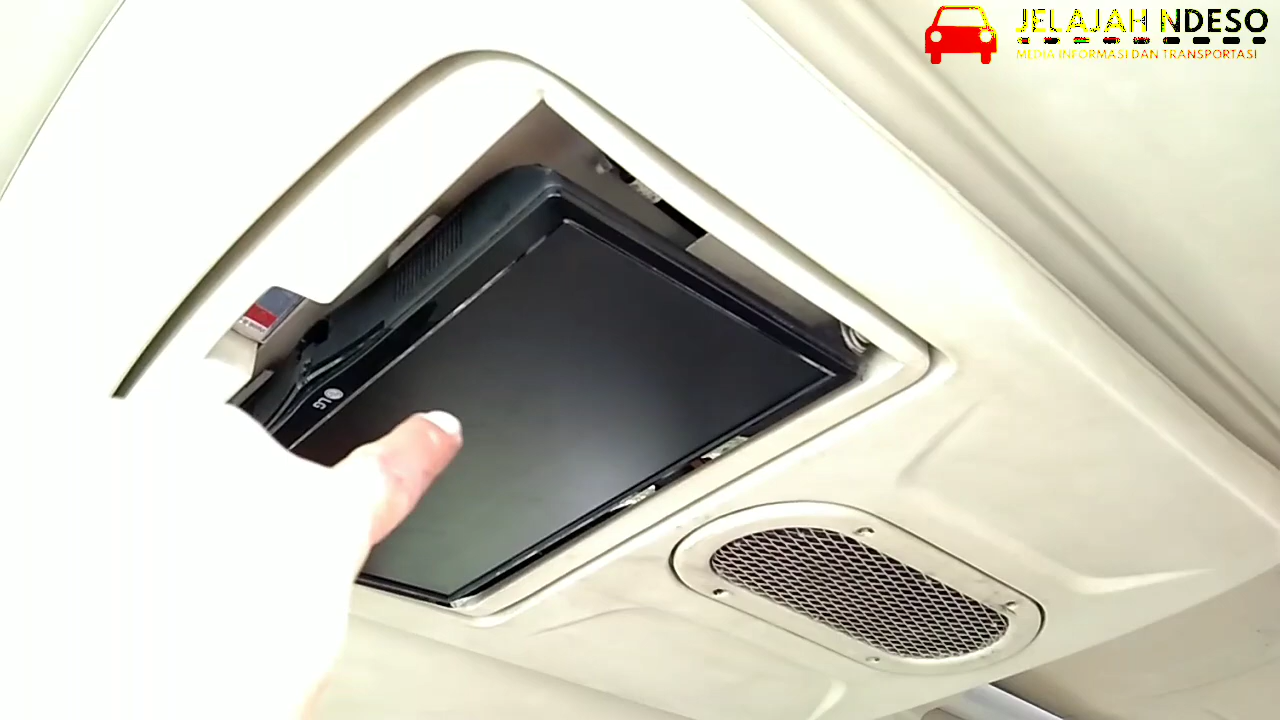 JELAJAH NDESO
MEDIA INFORMASI DAN TRANSPORTASI
LG